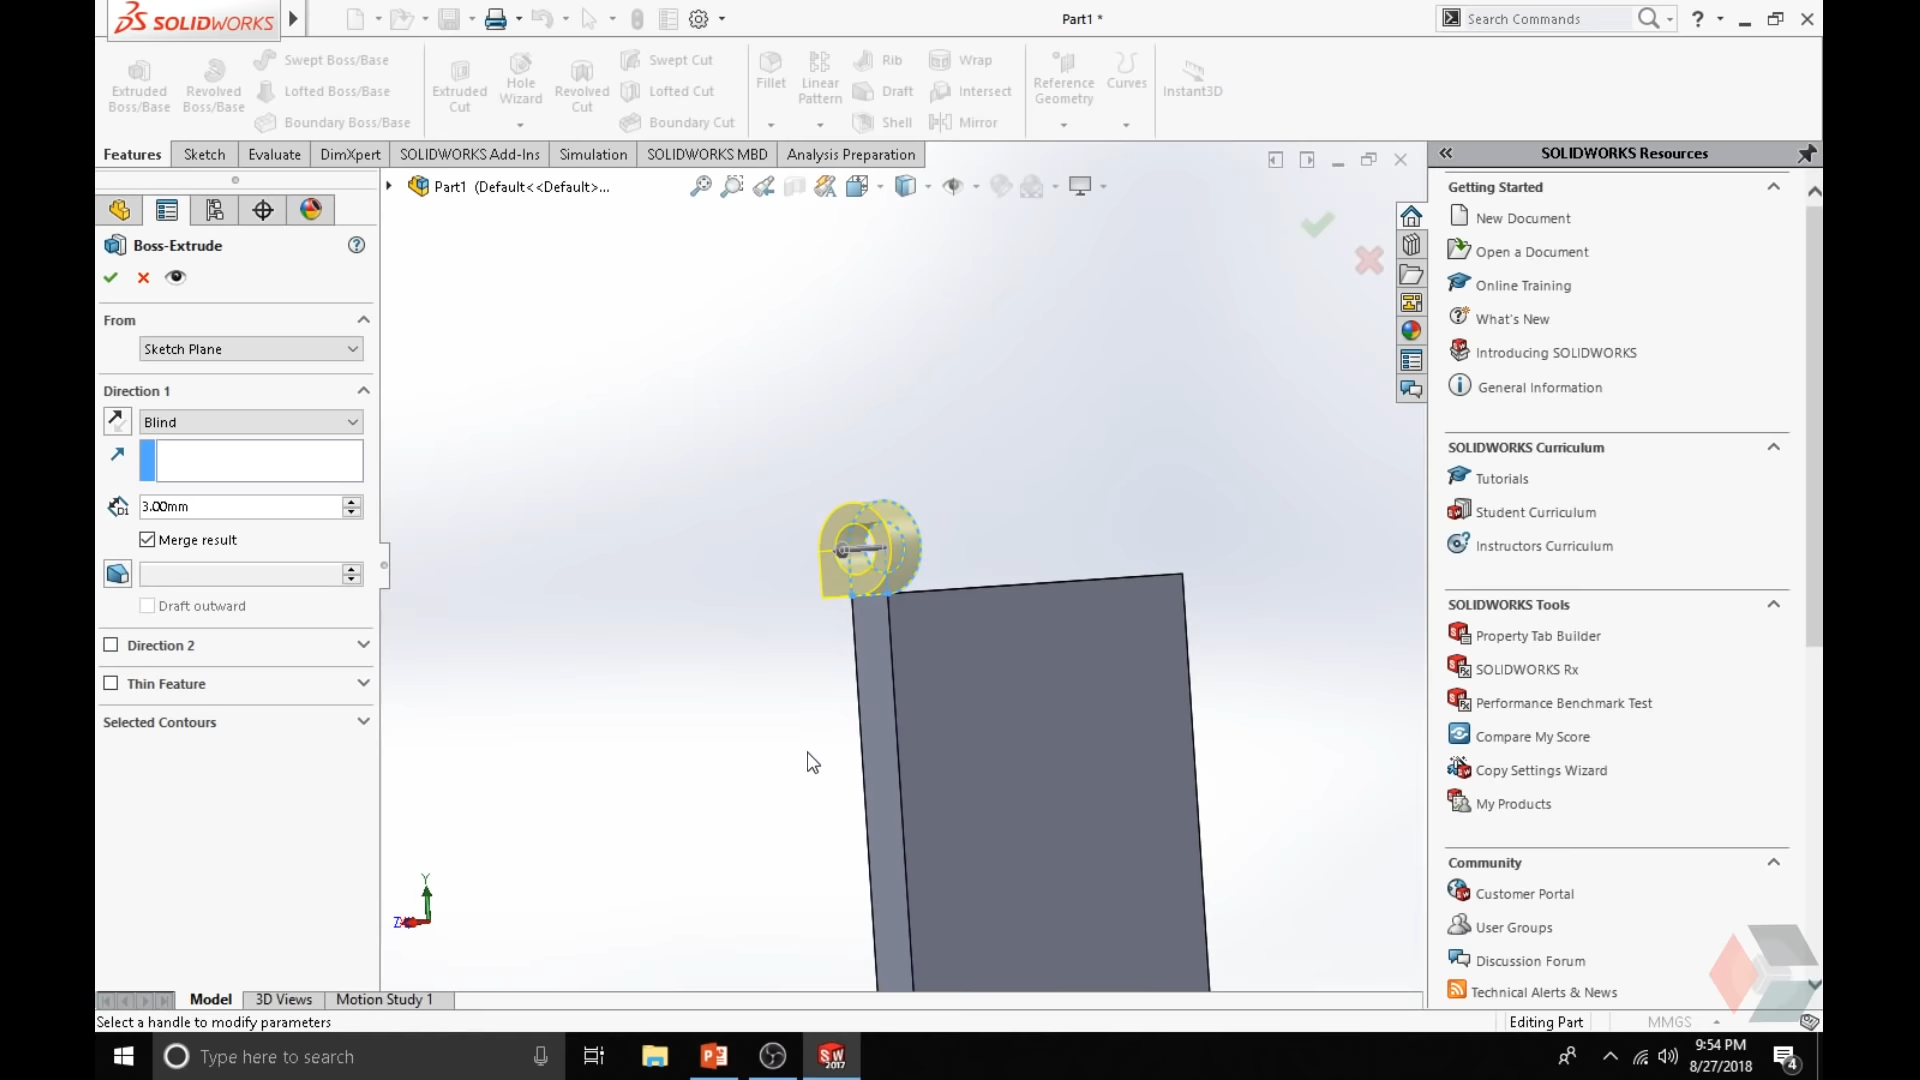 SOLIDWORKS
Part1 *
Search Commands
Extruded Boss/Base
Revolved Boss/Base
Swept Boss/Base
Lofted Boss/Base
Boundary Boss/Base
Extruded Cut
Hole Wizard
Revolved Cut
Swept Cut
Lofted Cut
Boundary Cut
Fillet
Linear Pattern
Rib
Draft
Shell
Wrap
Intersect
Mirror
Reference Geometry
Curves
Instant3D
Features
Sketch
Evaluate
DimXpert
SOLIDWORKS Add-Ins
Simulation
SOLIDWORKS MBD
Analysis Preparation
Part1 (Default<<Default>...
Boss-Extrude
From
Sketch Plane
Direction 1
Blind
D1
3.00mm
Merge result
Draft outward
Direction 2
Thin Feature
Selected Contours
Y
Z
SOLIDWORKS Resources
Getting Started
New Document
Open a Document
Online Training
What's New
Introducing SOLIDWORKS
General Information
SOLIDWORKS Curriculum
Tutorials
Student Curriculum
Instructors Curriculum
SOLIDWORKS Tools
Property Tab Builder
SOLIDWORKS Rx
Performance Benchmark Test
Compare My Score
Copy Settings Wizard
My Products
Community
Customer Portal
User Groups
Discussion Forum
Technical Alerts & News
Model
3D Views
Motion Study 1
Select a handle to modify parameters
Editing Part
MMGS
Type here to search
SW
2017
9:54 PM
8/27/2018
4